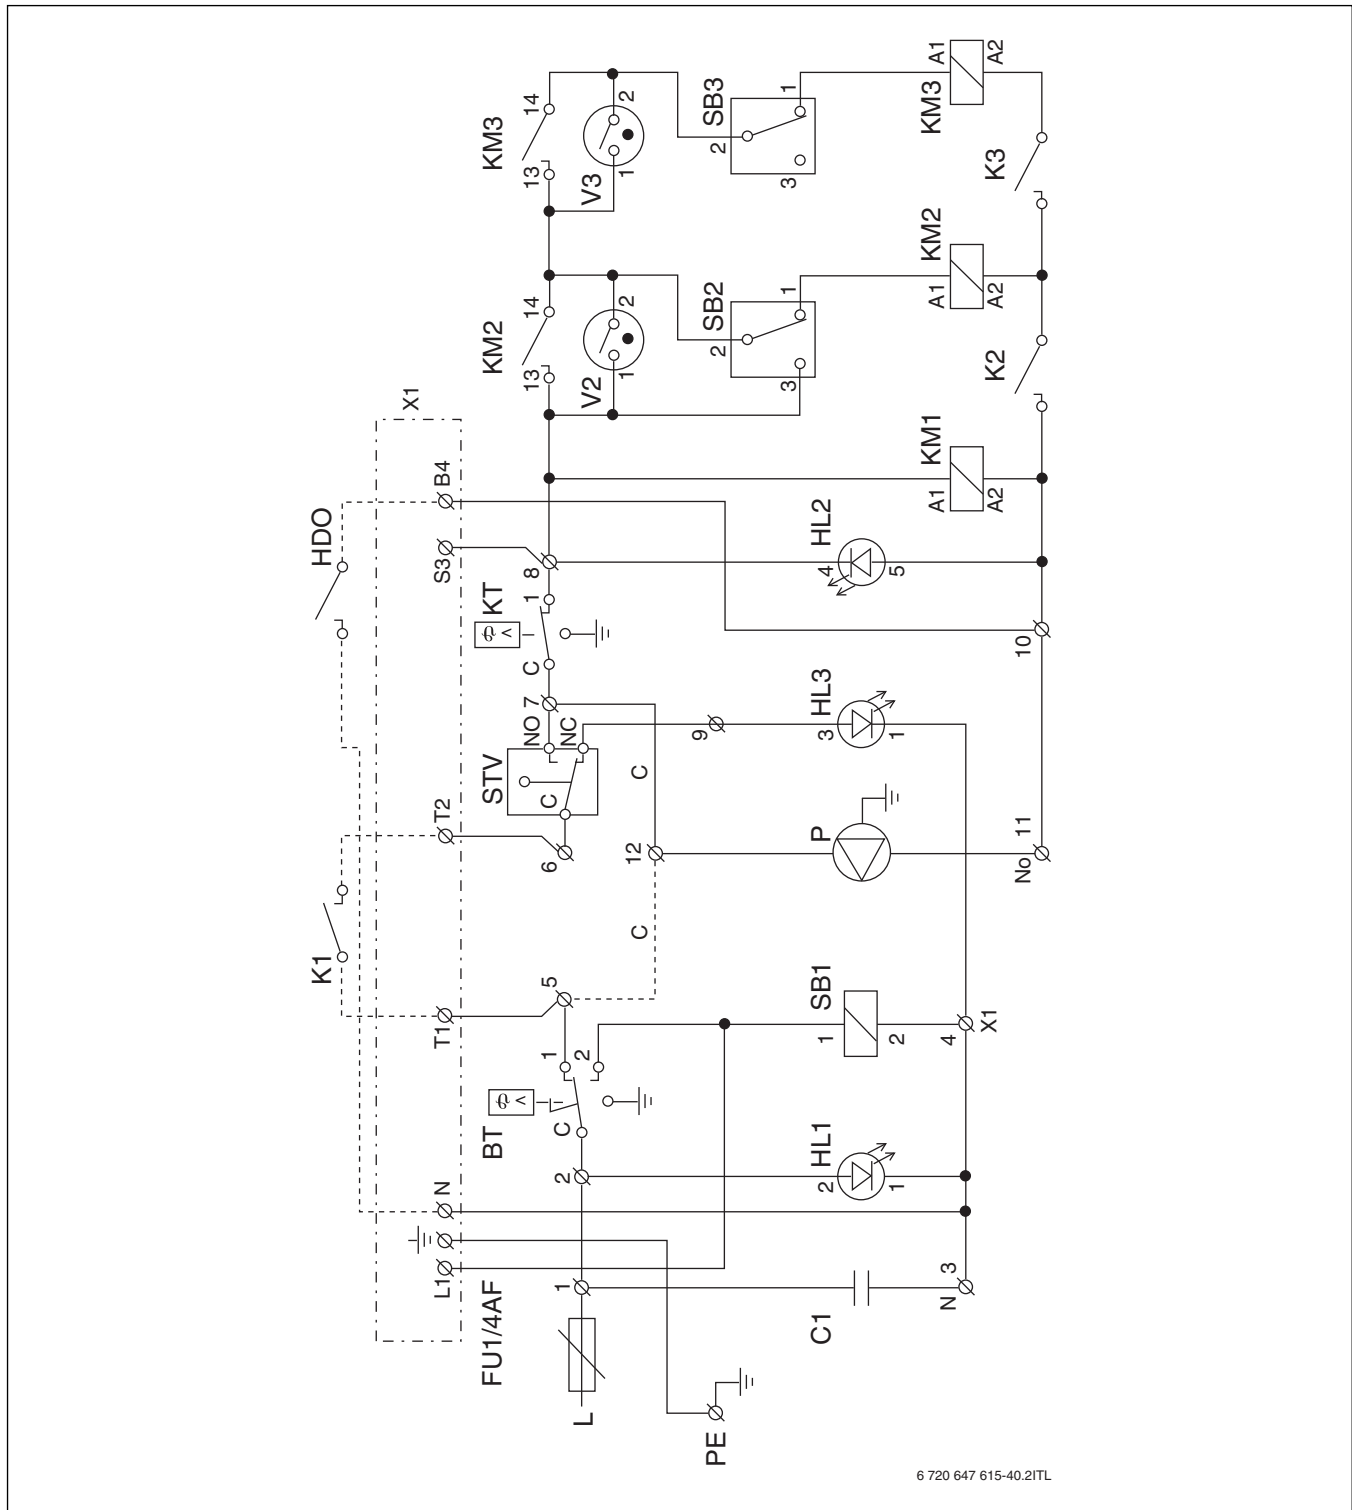 KM3
13
14
V3
1
2
SB3
2
1
3
KM3
A1
A2
K3
KM2
13
14
V2
1
2
SB2
2
1
3
KM2
A1
A2
K2
X1
HDO
B4
S3
KM1
A1
A2
8
KT
1
C
ϑ
>
HL2
4
5
10
7
NO
NC
STV
C
9
HL3
3
1
C
T2
6
12
P
No
11
K1
C
T1
5
1
2
BT
C
ϑ
>
SB1
1
2
4
X1
N
2
HL1
2
1
L1
FU1/4AF
1
C1
N
3
L
PE
6 720 647 615-40.2ITL